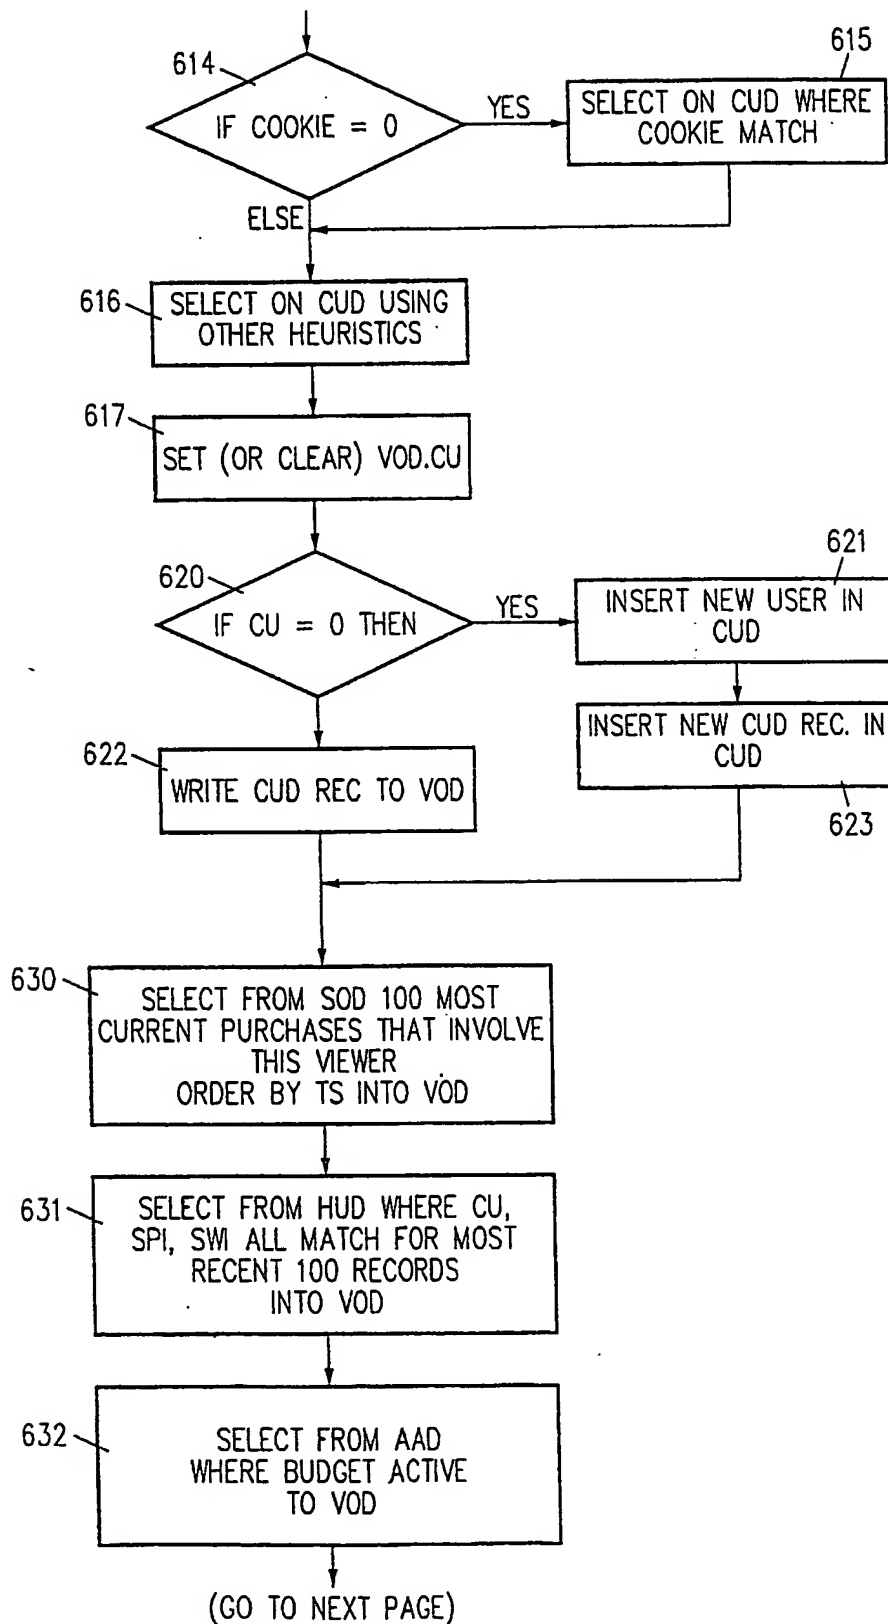 614
IF COOKIE = 0
YES
615
SELECT ON CUD WHERE
COOKIE MATCH
ELSE
616
SELECT ON CUD USING
OTHER HEURISTICS
617
SET (OR CLEAR) VOD.CU
620
IF CU = 0 THEN
YES
621
INSERT NEW USER IN
CUD
622
WRITE CUD REC TO VOD
INSERT NEW CUD REC. IN
CUD
623
630
SELECT FROM SOD 100 MOST
CURRENT PURCHASES THAT INVOLVE
THIS VIEWER
ORDER BY TS INTO VOD
631
SELECT FROM HUD WHERE CU,
SPI, SWI ALL MATCH FOR MOST
RECENT 100 RECORDS
INTO VOD
632
SELECT FROM AAD
WHERE BUDGET ACTIVE
TO VOD
(GO TO NEXT PAGE)